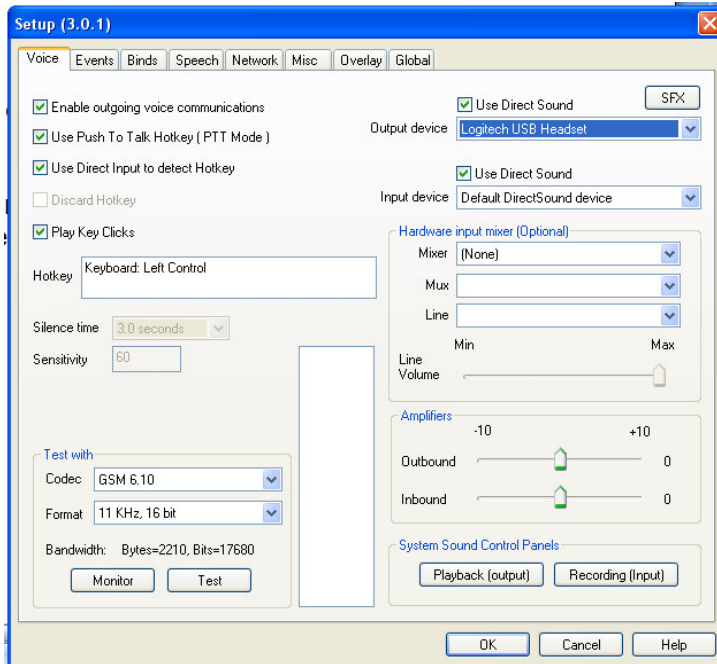 Setup (3.0.1)
Voice Events Binds Speech Network Misc Overlay Global
Enable outgoing voice communications
Use Push To Talk Hotkey ( PTT Mode )
Use Direct Input to detect Hotkey
Discard Hotkey
Play Key Clicks
Hotkey Keyboard: Left Control
Silence time 3.0 seconds
Sensitivity 60
Test with
Codec GSM 6.10
Format 11 KHz, 16 bit
Bandwidth: Bytes=2210, Bits=17680
Monitor Test
Use Direct Sound SFX
Output device Logitech USB Headset
Use Direct Sound
Input device Default DirectSound device
Hardware input mixer (Optional)
Mixer (None)
Mux
Line
Min Max
Line
Volume
Amplifiers
-10 +10
Outbound 0
Inbound 0
System Sound Control Panels
Playback (output) Recording (Input)
OK Cancel Help